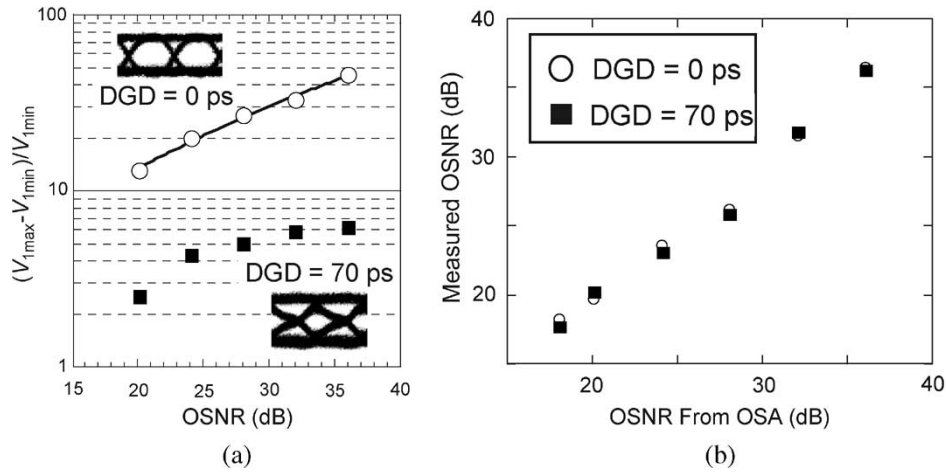 (V1max-V1min)/V1min
100
10
1
DGD = 0 ps
DGD = 70 ps
15 20 25 30 35 40
OSNR (dB)
(a)
Measured OSNR (dB)
40
30
20
DGD = 0 ps
DGD = 70 ps
20 30 40
OSNR From OSA (dB)
(b)